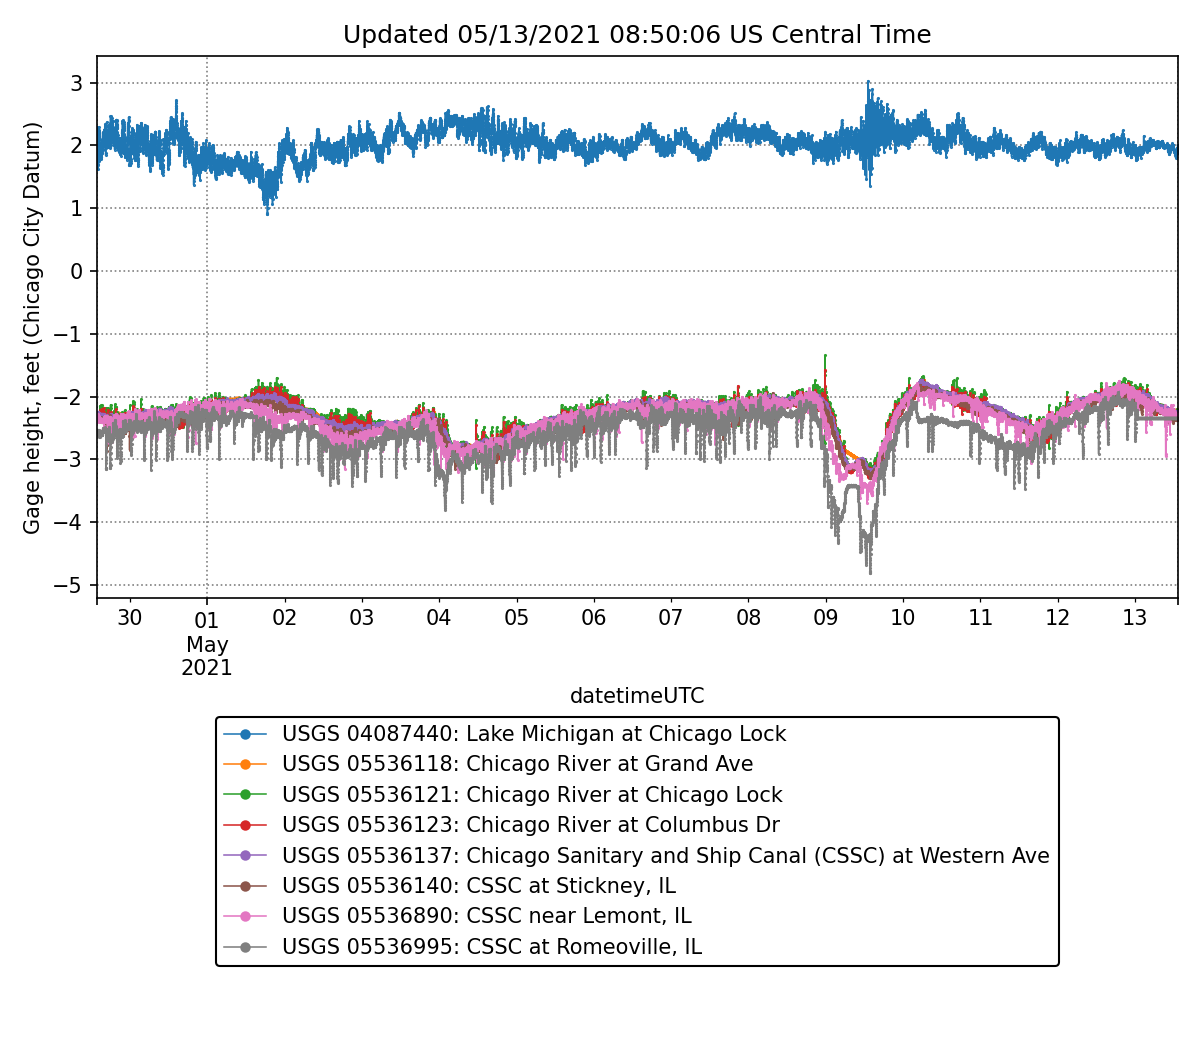 Updated 05/13/2021 08:50:06 US Central Time
Gage height, feet (Chicago City Datum)
3
2
1
0
−1
−2
−3
−4
−5
30
01
May
2021
02
03
04
05
06
07
08
09
10
11
12
13
datetimeUTC
USGS 04087440: Lake Michigan at Chicago Lock
USGS 05536118: Chicago River at Grand Ave
USGS 05536121: Chicago River at Chicago Lock
USGS 05536123: Chicago River at Columbus Dr
USGS 05536137: Chicago Sanitary and Ship Canal (CSSC) at Western Ave
USGS 05536140: CSSC at Stickney, IL
USGS 05536890: CSSC near Lemont, IL
USGS 05536995: CSSC at Romeoville, IL